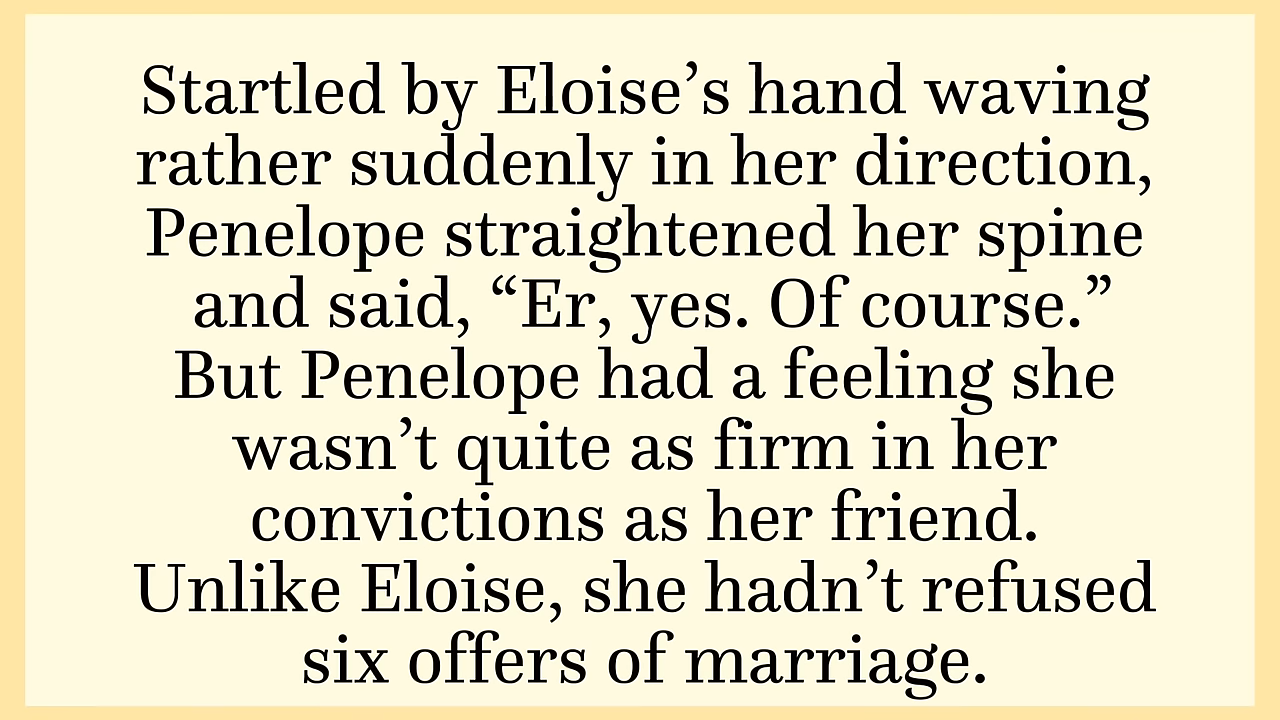 Startled by Eloise’s hand waving
rather suddenly in her direction,
Penelope straightened her spine
and said, “Er, yes. Of course.”
But Penelope had a feeling she
wasn’t quite as firm in her
convictions as her friend.
Unlike Eloise, she hadn’t refused
six offers of marriage.